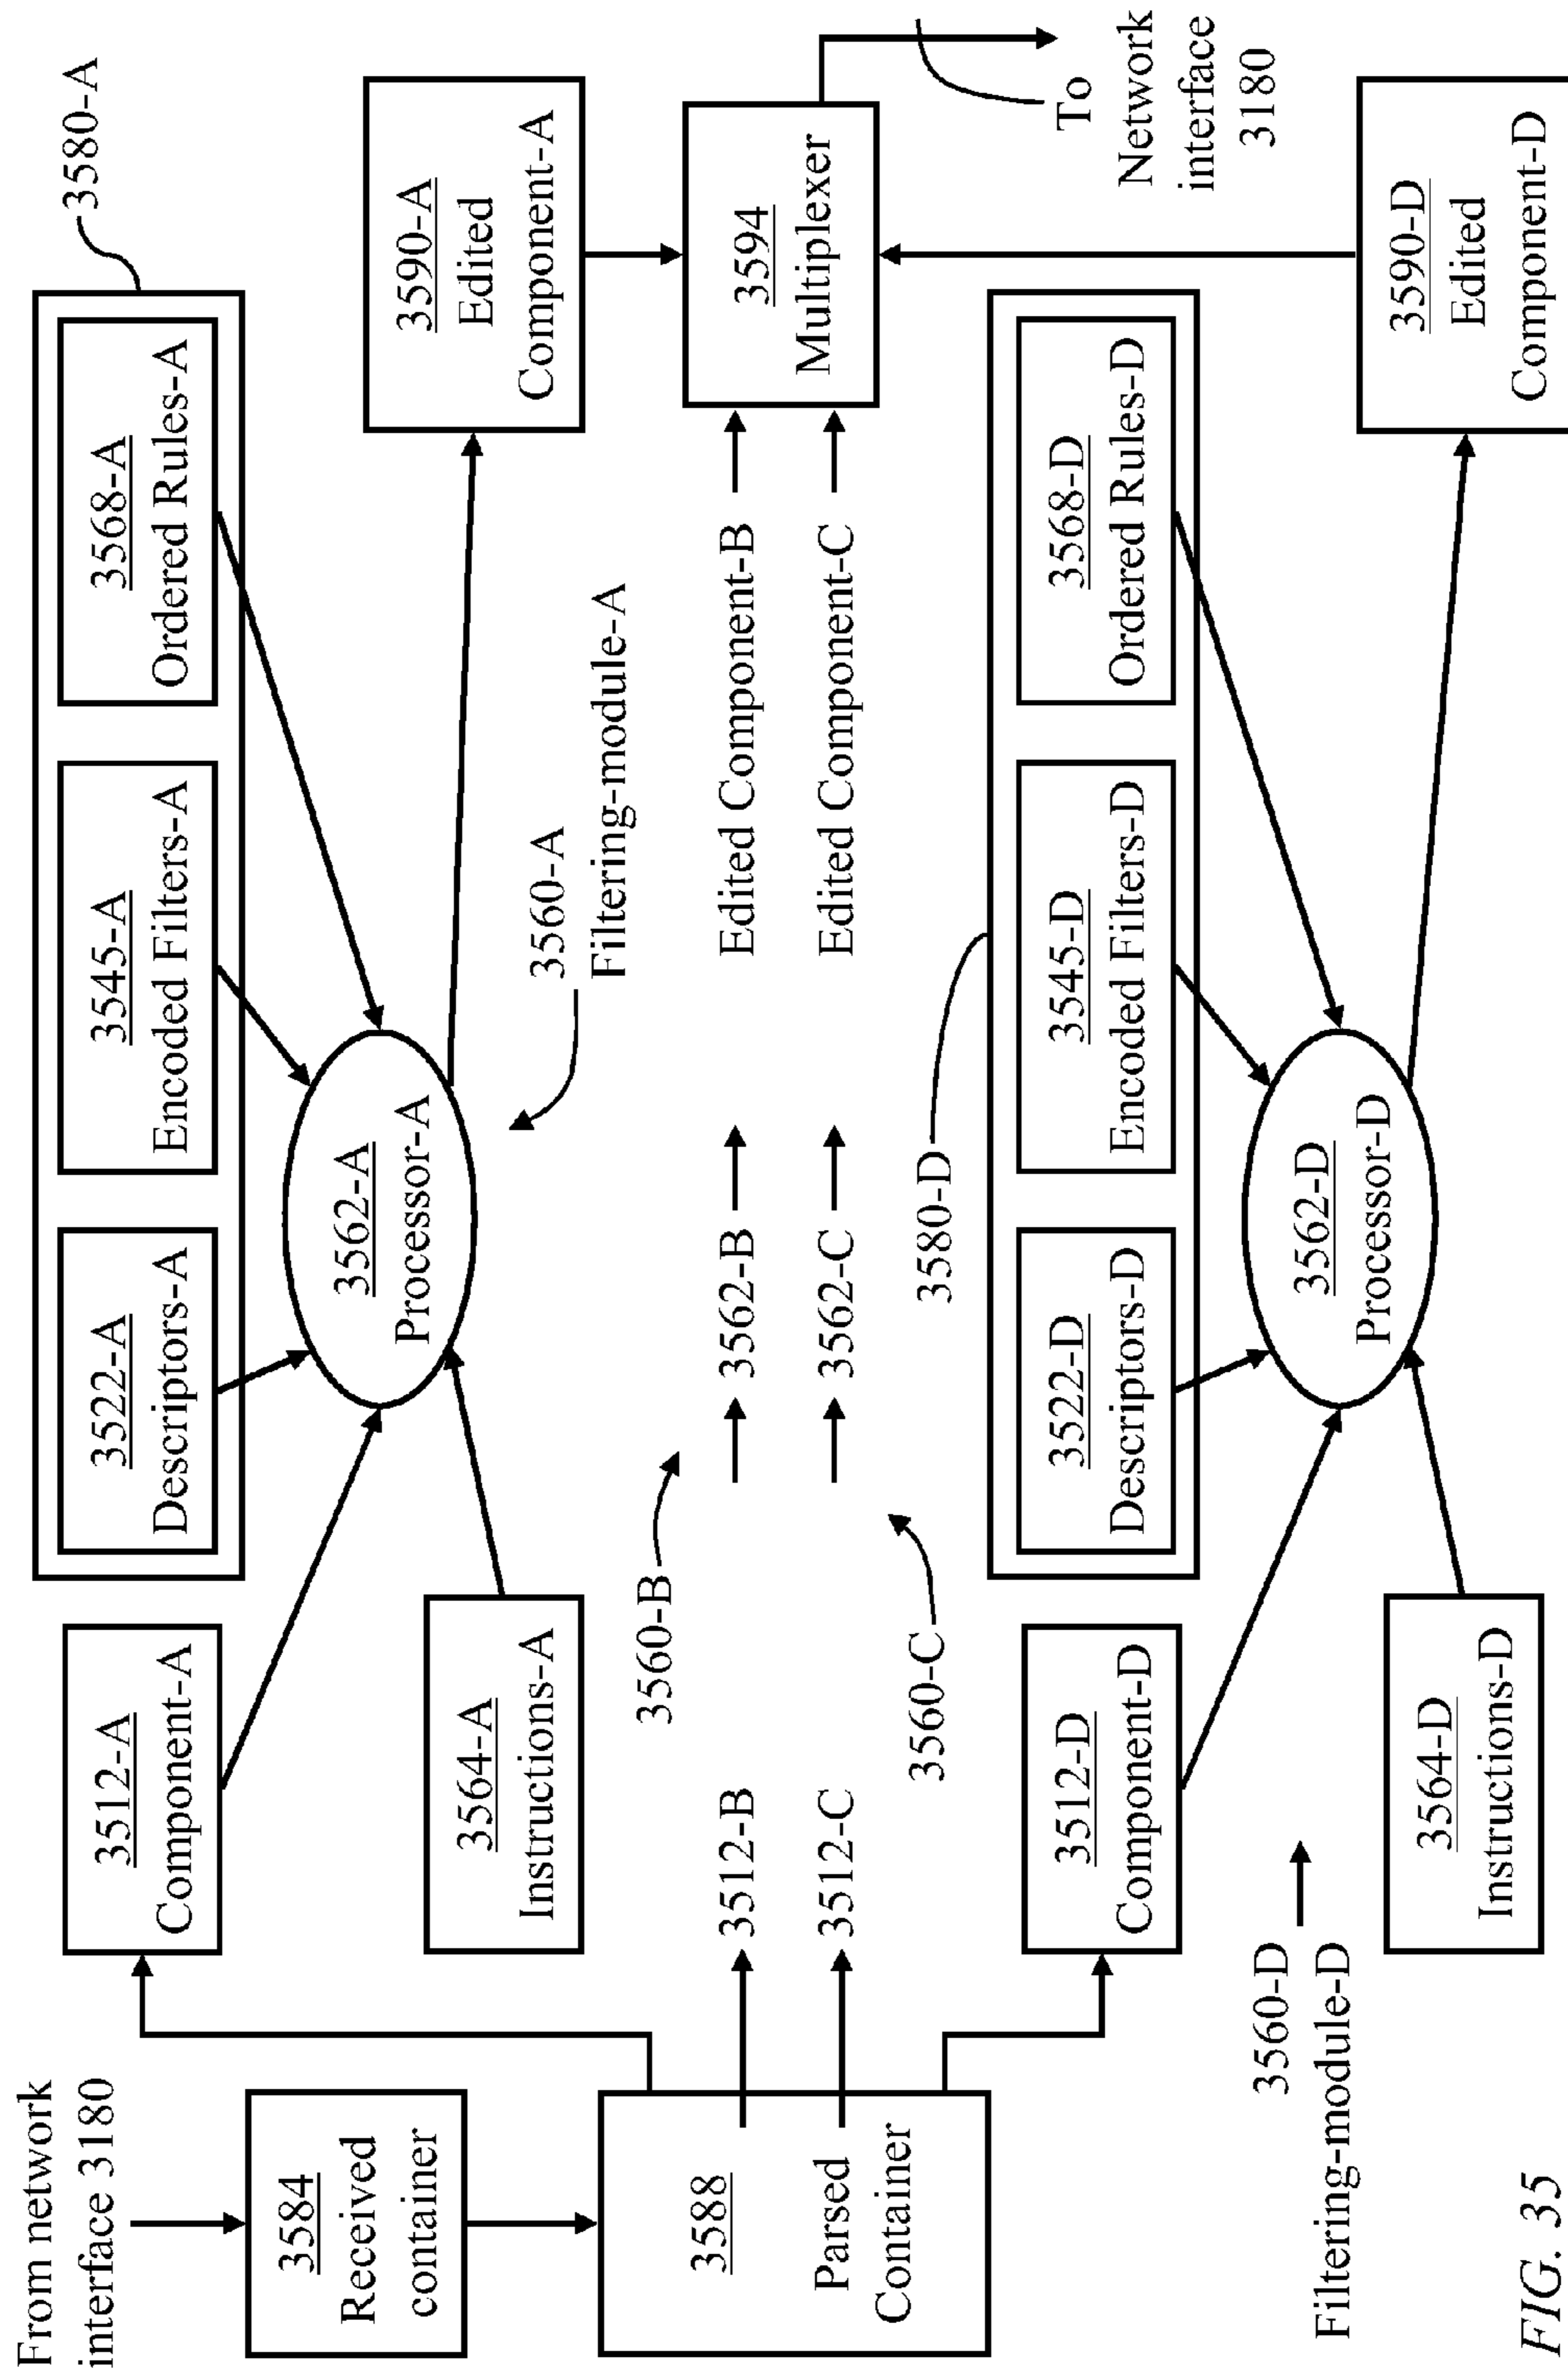 From network
interface 3180
3584
Received
container
3588
Parsed
Container
3512-A
Component-A
3564-A
Instructions-A
3580-A
3522-A
Descriptors-A
3545-A
Encoded Filters-A
3568-A
Ordered Rules-A
3562-A
Processor-A
3560-A
Filtering-module-A
3590-A
Edited
Component-A
3560-B
3512-B
3562-B
Edited Component-B
3512-C
3562-C
Edited Component-C
3560-C
3594
Multiplexer
To
Network
interface
3180
3580-D
3512-D
Component-D
3522-D
Descriptors-D
3545-D
Encoded Filters-D
3568-D
Ordered Rules-D
3562-D
Processor-D
3560-D
Filtering-module-D
3564-D
Instructions-D
3590-D
Edited
Component-D
FIG. 35